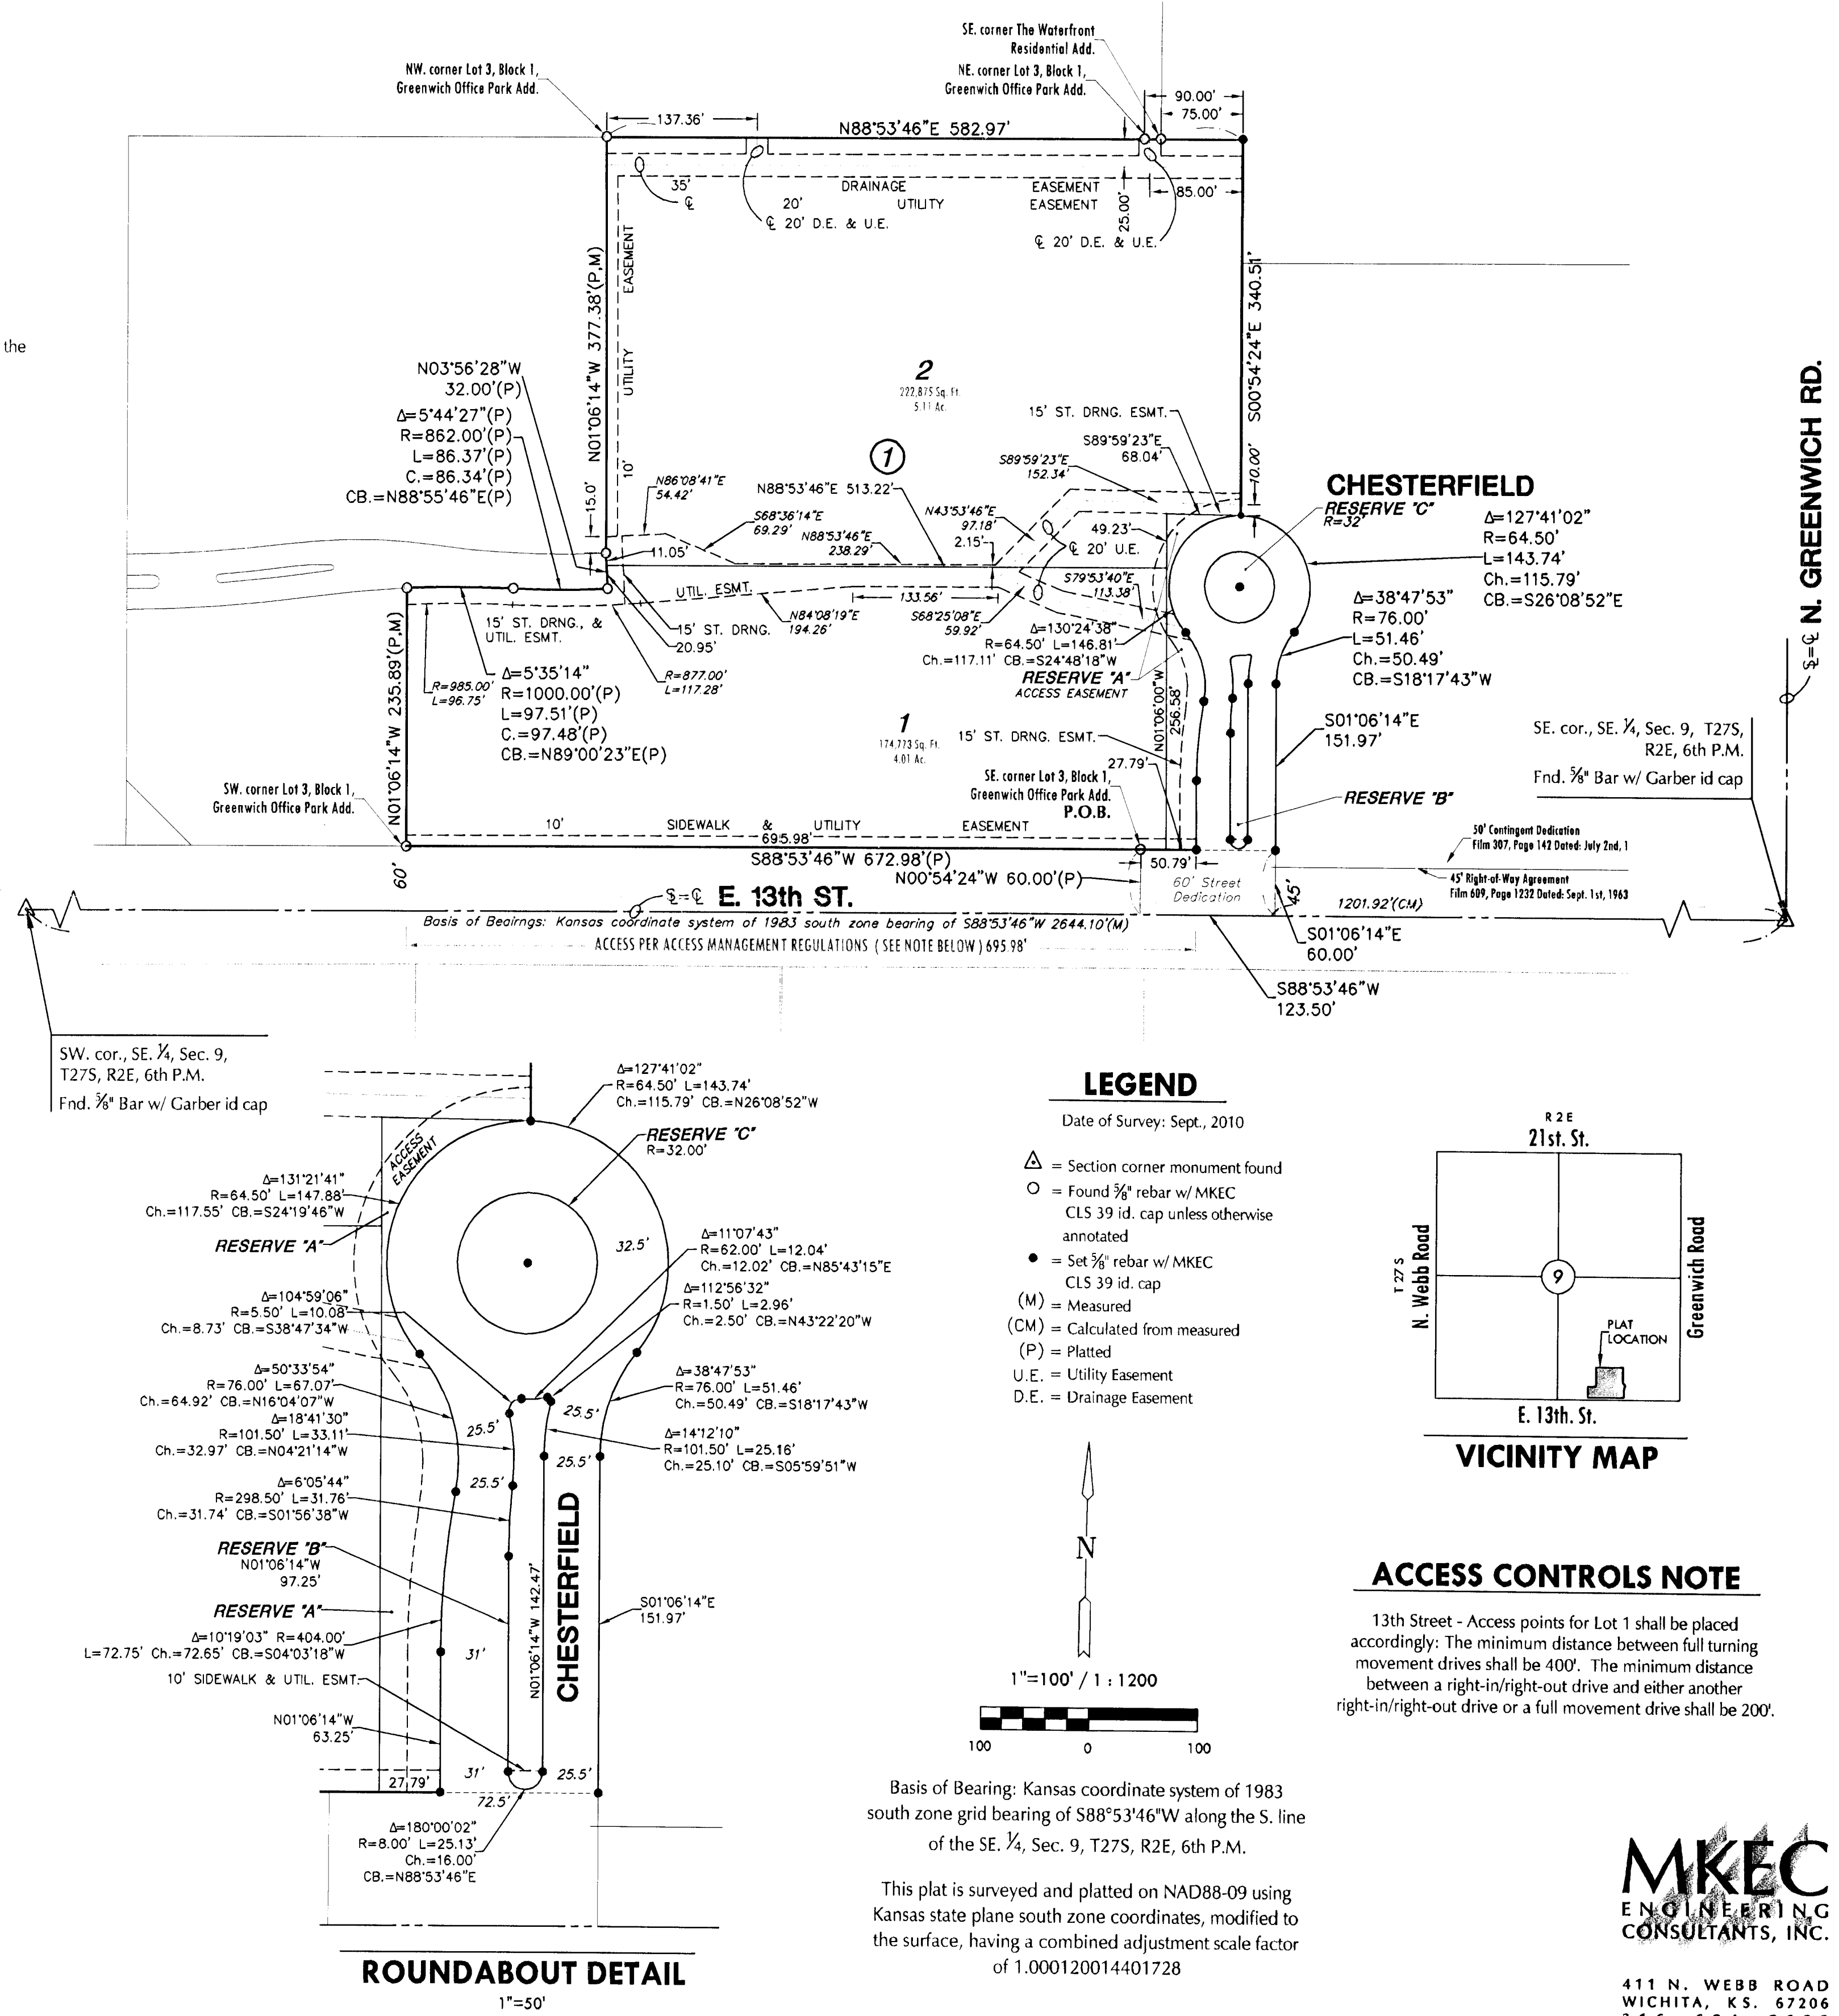 SE. corner The Waterfront
Residential Add.
NW. corner Lot 3, Block 1,
Greenwich Office Park Add.
NE. corner Lot 3, Block 1,
Greenwich Office Park Add.
90.00'
75.00'
137.36'
N88°53'46"E 582.97'
35'
DRAINAGE EASEMENT
℄
20' UTILITY EASEMENT
℄ 20' D.E. & U.E.
25.00'
85.00'
℄ 20' D.E. & U.E.
the
N01°06'14"W 377.38'(P,M)
10' UTILITY EASEMENT
S00°54'24"E 340.51'
N. GREENWICH RD.
N03°56'28"W
32.00'(P)
Δ=5°44'27"(P)
R=862.00'(P)
L=86.37'(P)
C.=86.34'(P)
CB.=N88°55'46"E(P)
2
222,875 Sq. Ft.
5.11 Ac.
1
15' ST. DRNG. ESMT.
S89°59'23"E
68.04'
S89°59'23"E
152.34'
10.00'
15.0'
N86°08'41"E
54.42'
S68°36'14"E
69.29'
N88°53'46"E 513.22'
N88°53'46"E
238.29'
N43°53'46"E
97.18'
2.15'
49.23'
℄ 20' U.E.
CHESTERFIELD
RESERVE "C"
R=32'
Δ=127°41'02"
R=64.50'
L=143.74'
Ch.=115.79'
CB.=S26°08'52"E
11.05'
UTIL. ESMT.
15' ST. DRNG.
20.95'
N84°08'19"E
194.26'
133.56'
S79°53'40"E
113.38'
S68°25'08"E
59.92'
Δ=130°24'38"
R=64.50' L=146.81'
Ch.=117.11' CB.=S24°48'18"W
RESERVE "A"
ACCESS EASEMENT
Δ=38°47'53"
R=76.00'
L=51.46'
Ch.=50.49'
CB.=S18°17'43"W
15' ST. DRNG., &
UTIL. ESMT.
N01°06'14"W 235.89'(P,M)
R=985.00'
L=96.75'
Δ=5°35'14"
R=1000.00'(P)
L=97.51'(P)
C.=97.48'(P)
CB.=N89°00'23"E(P)
R=877.00'
L=117.28'
1
174,773 Sq. Ft.
4.01 Ac.
15' ST. DRNG. ESMT.
N01°06'00"W
256.58'
27.79'
S01°06'14"E
151.97'
RESERVE "B"
SE. cor., SE. ¼, Sec. 9, T27S,
R2E, 6th P.M.
Fnd. ⅝" Bar w/ Garber id cap
SW. corner Lot 3, Block 1,
Greenwich Office Park Add.
SE. corner Lot 3, Block 1,
Greenwich Office Park Add.
P.O.B.
10' SIDEWALK & UTILITY EASEMENT
695.98'
S88°53'46"W 672.98'(P)
50.79'
N00°54'24"W 60.00'(P)
60' Street
Dedication
50' Contingent Dedication
Film 307, Page 142 Dated: July 2nd, 1
45' Right-of-Way Agreement
Film 609, Page 1232 Dated: Sept. 1st, 1963
60'
E. 13th ST.
45'
1201.92'(CM)
Basis of Beairngs: Kansas coordinate system of 1983 south zone bearing of S88°53'46"W 2644.10'(M)
ACCESS PER ACCESS MANAGEMENT REGULATIONS ( SEE NOTE BELOW ) 695.98'
S01°06'14"E
60.00'
S88°53'46"W
123.50'
SW. cor., SE. ¼, Sec. 9,
T27S, R2E, 6th P.M.
Fnd. ⅝" Bar w/ Garber id cap
Δ=127°41'02"
R=64.50' L=143.74'
Ch.=115.79' CB.=N26°08'52"W
RESERVE "C"
R=32.00'
ACCESS
EASEMENT
Δ=131°21'41"
R=64.50' L=147.88'
Ch.=117.55' CB.=S24°19'46"W
RESERVE "A"
32.5'
Δ=11°07'43"
R=62.00' L=12.04'
Ch.=12.02' CB.=N85°43'15"E
Δ=104°59'06"
R=5.50' L=10.08'
Ch.=8.73' CB.=S38°47'34"W
Δ=112°56'32"
R=1.50' L=2.96'
Ch.=2.50' CB.=N43°22'20"W
Δ=50°33'54"
R=76.00' L=67.07'
Ch.=64.92' CB.=N16°04'07"W
Δ=38°47'53"
R=76.00' L=51.46'
Ch.=50.49' CB.=S18°17'43"W
25.5'
25.5'
Δ=18°41'30"
R=101.50' L=33.11'
Ch.=32.97' CB.=N04°21'14"W
Δ=14°12'10"
R=101.50' L=25.16'
Ch.=25.10' CB.=S05°59'51"W
25.5'
25.5'
Δ=6°05'44"
R=298.50' L=31.76'
Ch.=31.74' CB.=S01°56'38"W
RESERVE "B"
N01°06'14"W
97.25'
RESERVE "A"
N01°06'14"W 142.47'
CHESTERFIELD
S01°06'14"E
151.97'
Δ=10°19'03" R=404.00'
L=72.75' Ch.=72.65' CB.=S04°03'18"W
31'
10' SIDEWALK & UTIL. ESMT.
N01°06'14"W
63.25'
27.79'
31'
25.5'
72.5'
Δ=180°00'02"
R=8.00' L=25.13'
Ch.=16.00'
CB.=N88°53'46"E
ROUNDABOUT DETAIL
1"=50'
LEGEND
Date of Survey: Sept., 2010
= Section corner monument found
= Found ⅝" rebar w/ MKEC
CLS 39 id. cap unless otherwise
annotated
= Set ⅝" rebar w/ MKEC
CLS 39 id. cap
(M) = Measured
(CM) = Calculated from measured
(P) = Platted
U.E. = Utility Easement
D.E. = Drainage Easement
N
1"=100' / 1 : 1200
100 0 100
Basis of Bearing: Kansas coordinate system of 1983
south zone grid bearing of S88°53'46"W along the S. line
of the SE. ¼, Sec. 9, T27S, R2E, 6th P.M.
This plat is surveyed and platted on NAD88-09 using
Kansas state plane south zone coordinates, modified to
the surface, having a combined adjustment scale factor
of 1.000120014401728
R 2 E
21st. St.
T 27 S
N. Webb Road
9
Greenwich Road
PLAT
LOCATION
E. 13th. St.
VICINITY MAP
ACCESS CONTROLS NOTE
13th Street - Access points for Lot 1 shall be placed
accordingly: The minimum distance between full turning
movement drives shall be 400'. The minimum distance
between a right-in/right-out drive and either another
right-in/right-out drive or a full movement drive shall be 200'.
MKEC
ENGINEERING
CONSULTANTS, INC.
411 N. WEBB ROAD
WICHITA, KS. 67206